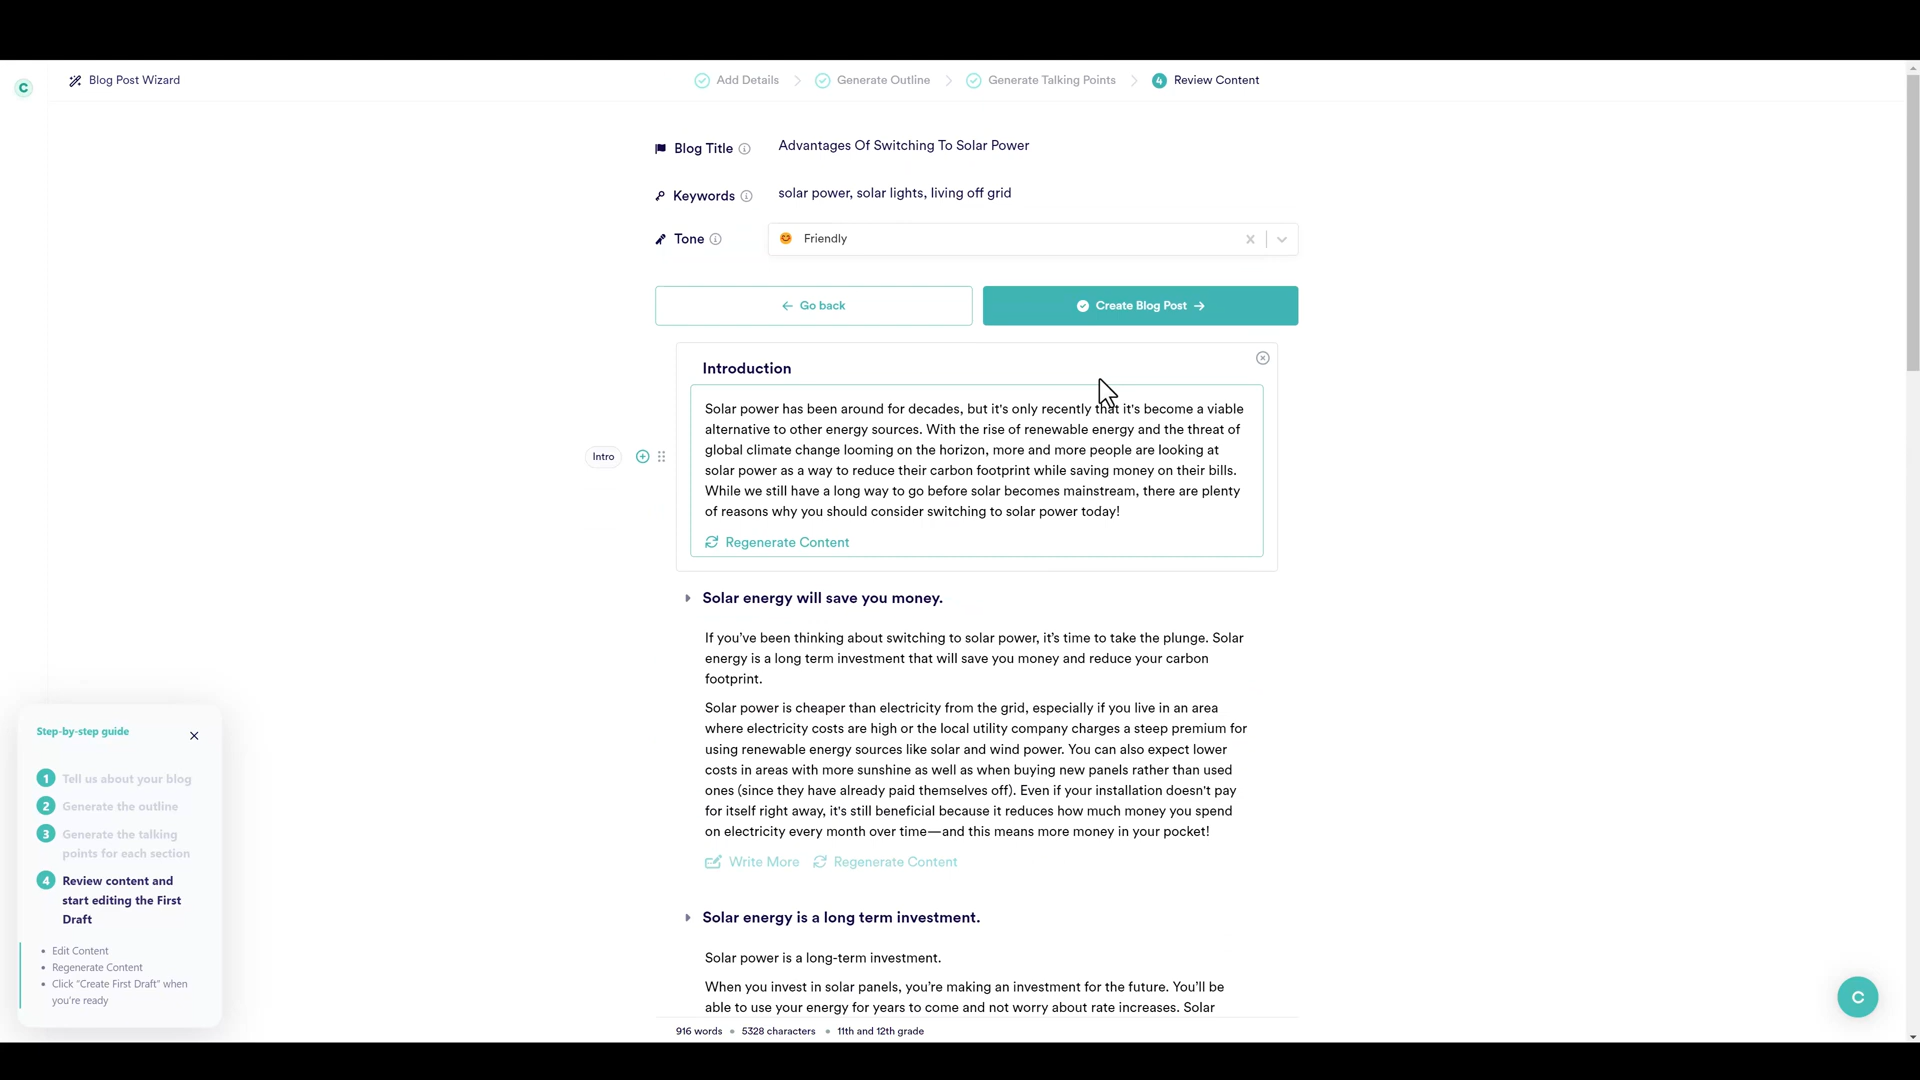 C
Blog Post Wizard
Add Details
Generate Outline
Generate Talking Points
4 Review Content
Blog Title
Advantages Of Switching To Solar Power
Keywords
solar power, solar lights, living off grid
Tone
Friendly
Go back
Create Blog Post
Introduction
Solar power has been around for decades, but it's only recently that it's become a viable
alternative to other energy sources. With the rise of renewable energy and the threat of
global climate change looming on the horizon, more and more people are looking at
Intro
solar power as a way to reduce their carbon footprint while saving money on their bills.
While we still have a long way to go before solar becomes mainstream, there are plenty
of reasons why you should consider switching to solar power today!
Regenerate Content
Solar energy will save you money.
If you’ve been thinking about switching to solar power, it’s time to take the plunge. Solar
energy is a long term investment that will save you money and reduce your carbon
footprint.
Solar power is cheaper than electricity from the grid, especially if you live in an area
where electricity costs are high or the local utility company charges a steep premium for
using renewable energy sources like solar and wind power. You can also expect lower
costs in areas with more sunshine as well as when buying new panels rather than used
ones (since they have already paid themselves off). Even if your installation doesn't pay
for itself right away, it's still beneficial because it reduces how much money you spend
on electricity every month over time—and this means more money in your pocket!
Write More
Regenerate Content
Solar energy is a long term investment.
Solar power is a long-term investment.
When you invest in solar panels, you’re making an investment for the future. You’ll be
able to use your energy for years to come and not worry about rate increases. Solar
916 words • 5328 characters • 11th and 12th grade
Step-by-step guide
1 Tell us about your blog
2 Generate the outline
3 Generate the talking
points for each section
4 Review content and
start editing the First
Draft
• Edit Content
• Regenerate Content
• Click “Create First Draft” when
you're ready
C